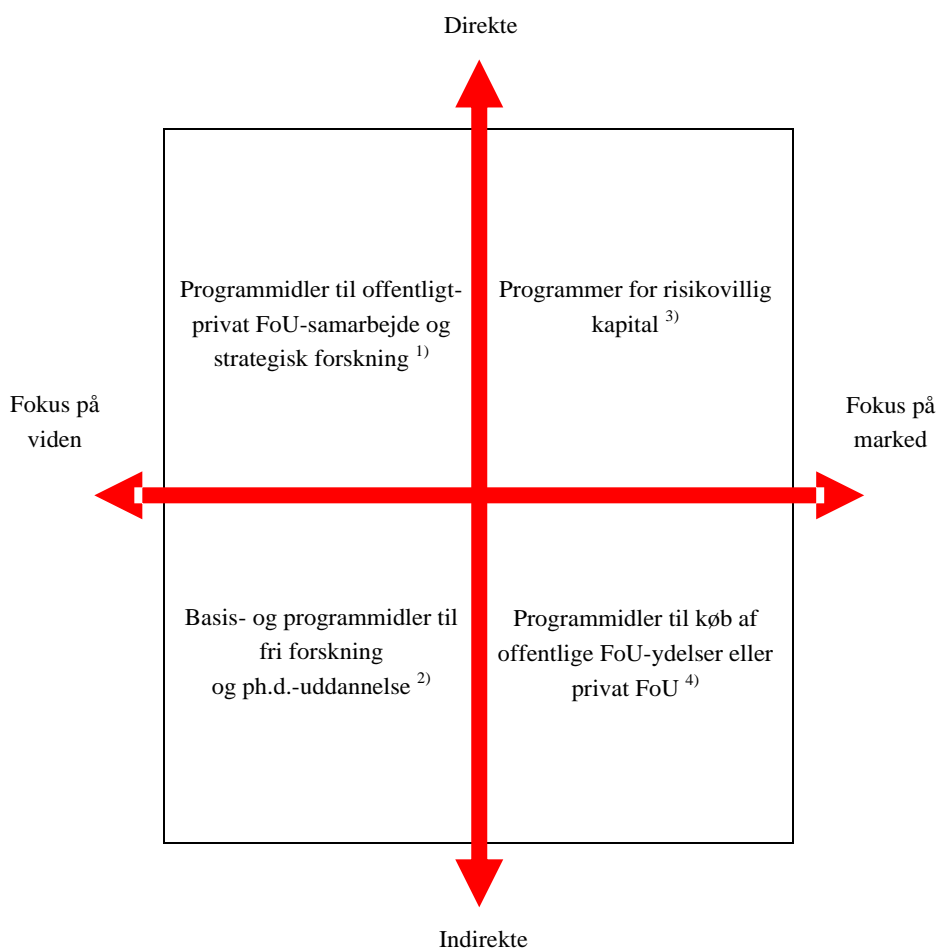 Direkte
Programmidler til offentligt-
privat FoU-samarbejde og
strategisk forskning 1)
Programmer for risikovillig
kapital 3)
Fokus på
viden
Fokus på
marked
Basis- og programmidler til
fri forskning
og ph.d.-uddannelse 2)
Programmidler til køb af
offentlige FoU-ydelser eller
privat FoU 4)
Indirekte